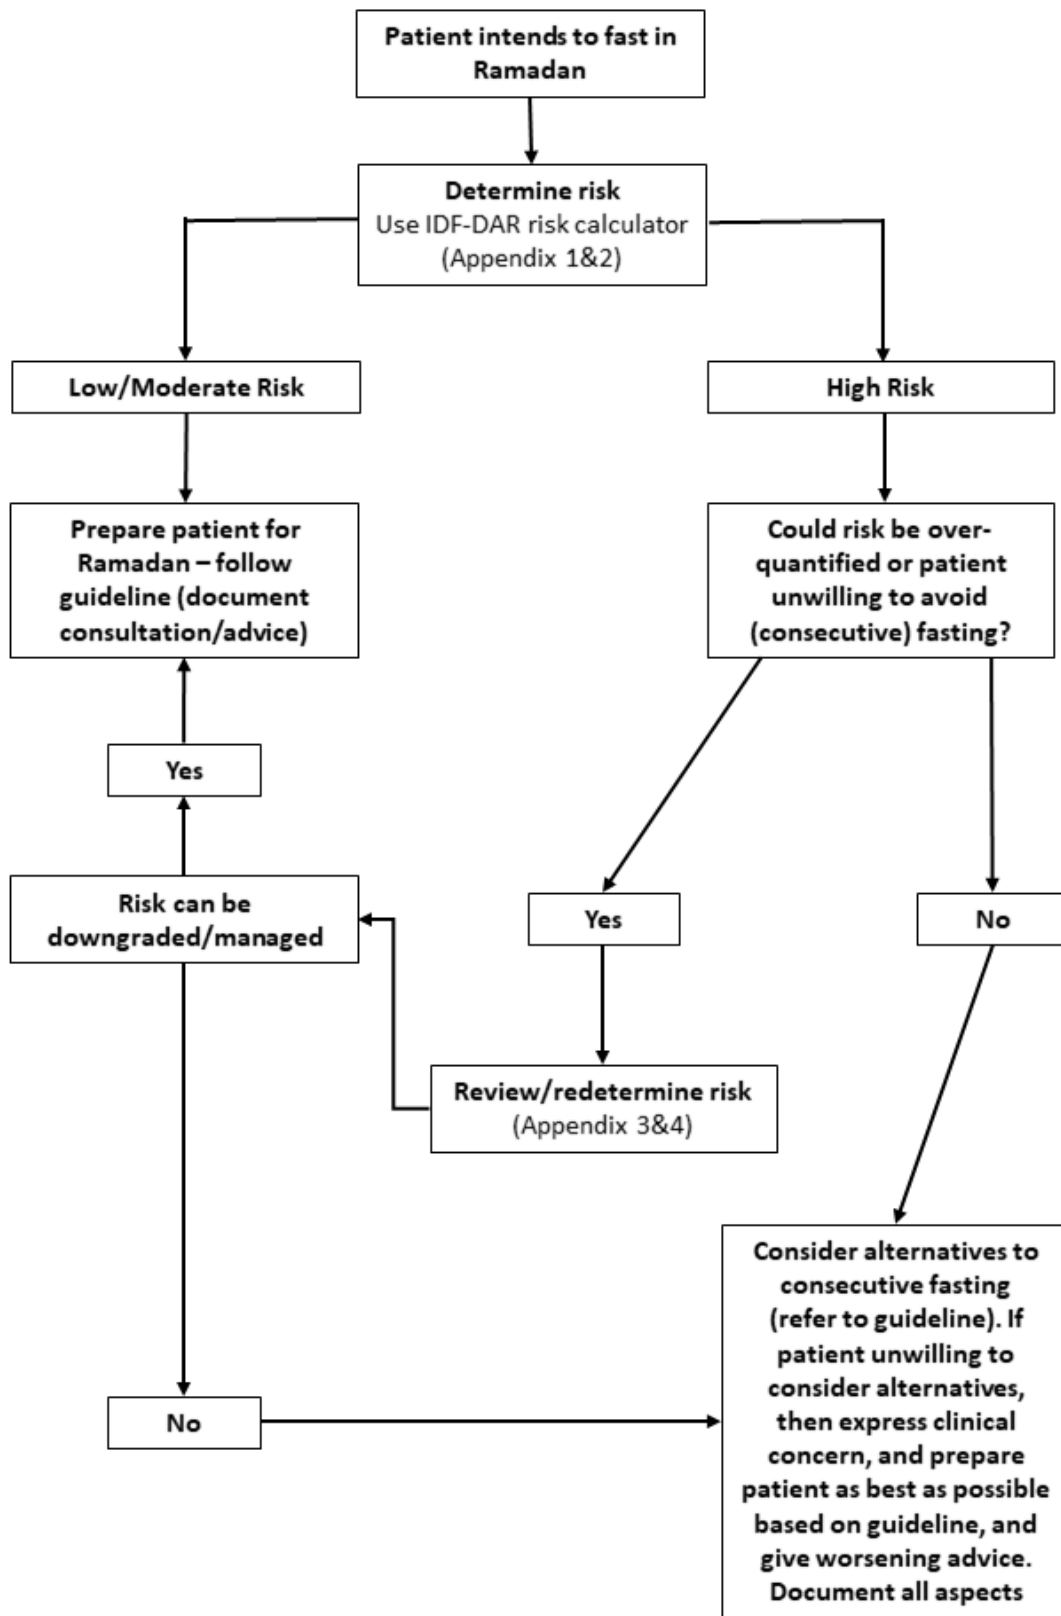 Patient intends to fast in
Ramadan
Determine risk
Use IDF-DAR risk calculator
(Appendix 1&2)
Low/Moderate Risk
High Risk
Prepare patient for
Ramadan – follow
guideline (document
consultation/advice)
Could risk be over-
quantified or patient
unwilling to avoid
(consecutive) fasting?
Yes
Risk can be
downgraded/managed
Yes
No
Review/redetermine risk
(Appendix 3&4)
No
Consider alternatives to
consecutive fasting
(refer to guideline). If
patient unwilling to
consider alternatives,
then express clinical
concern, and prepare
patient as best as possible
based on guideline, and
give worsening advice.
Document all aspects